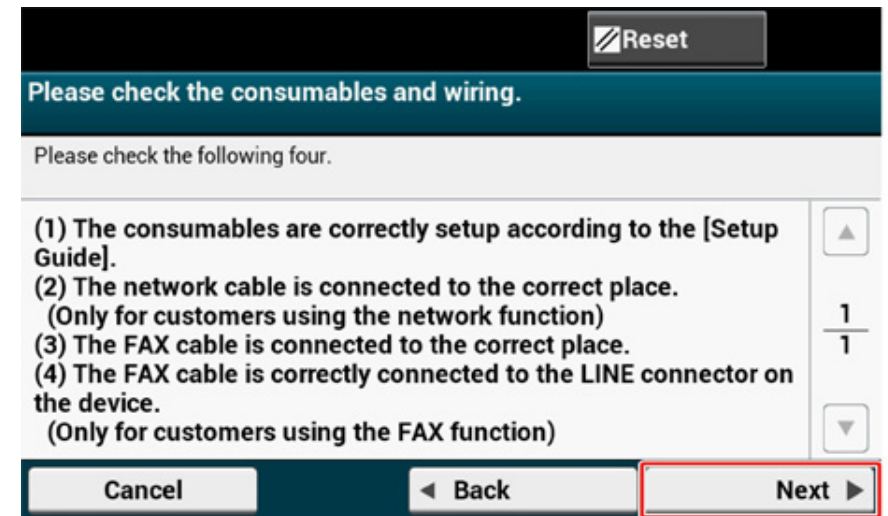 Reset
Please check the consumables and wiring.
Please check the following four.
(1) The consumables are correctly setup according to the [Setup
Guide].
(2) The network cable is connected to the correct place.
(Only for customers using the network function)
(3) The FAX cable is connected to the correct place.
(4) The FAX cable is correctly connected to the LINE connector on
the device.
(Only for customers using the FAX function)
1
1
Cancel
Back
Next